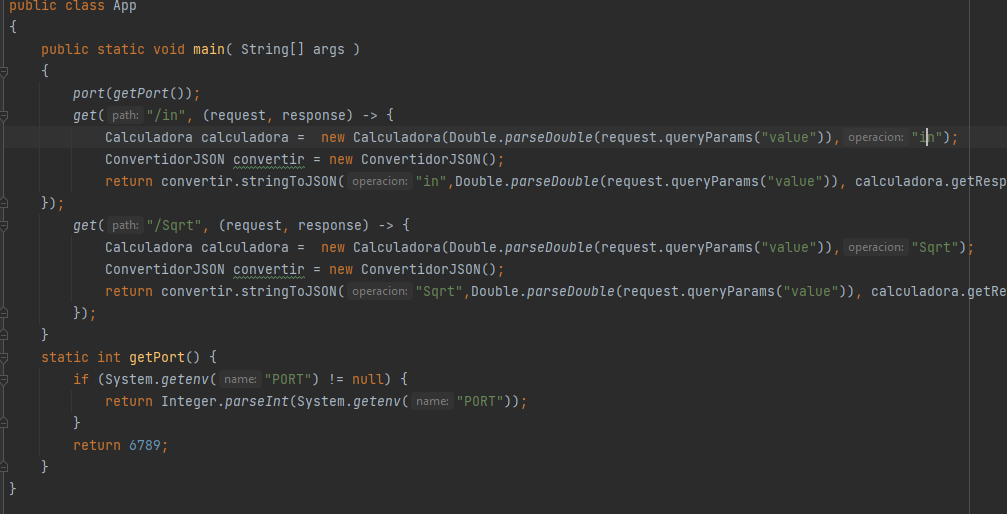 public class App
{
    public static void main( String[] args )
    {
        port(getPort());
        get( path: "/in", (request, response) -> {
            Calculadora calculadora =  new Calculadora(Double.parseDouble(request.queryParams("value")), operacion: "in");
            ConvertidorJSON convertir = new ConvertidorJSON();
            return convertir.stringToJSON( operacion: "in",Double.parseDouble(request.queryParams("value")), calculadora.getResp
    });
        get( path: "/Sqrt", (request, response) -> {
            Calculadora calculadora =  new Calculadora(Double.parseDouble(request.queryParams("value")), operacion: "Sqrt");
            ConvertidorJSON convertir = new ConvertidorJSON();
            return convertir.stringToJSON( operacion: "Sqrt",Double.parseDouble(request.queryParams("value")), calculadora.getRe
        });
    }
    static int getPort() {
        if (System.getenv( name: "PORT") != null) {
            return Integer.parseInt(System.getenv( name: "PORT"));
        }
        return 6789;
    }
}